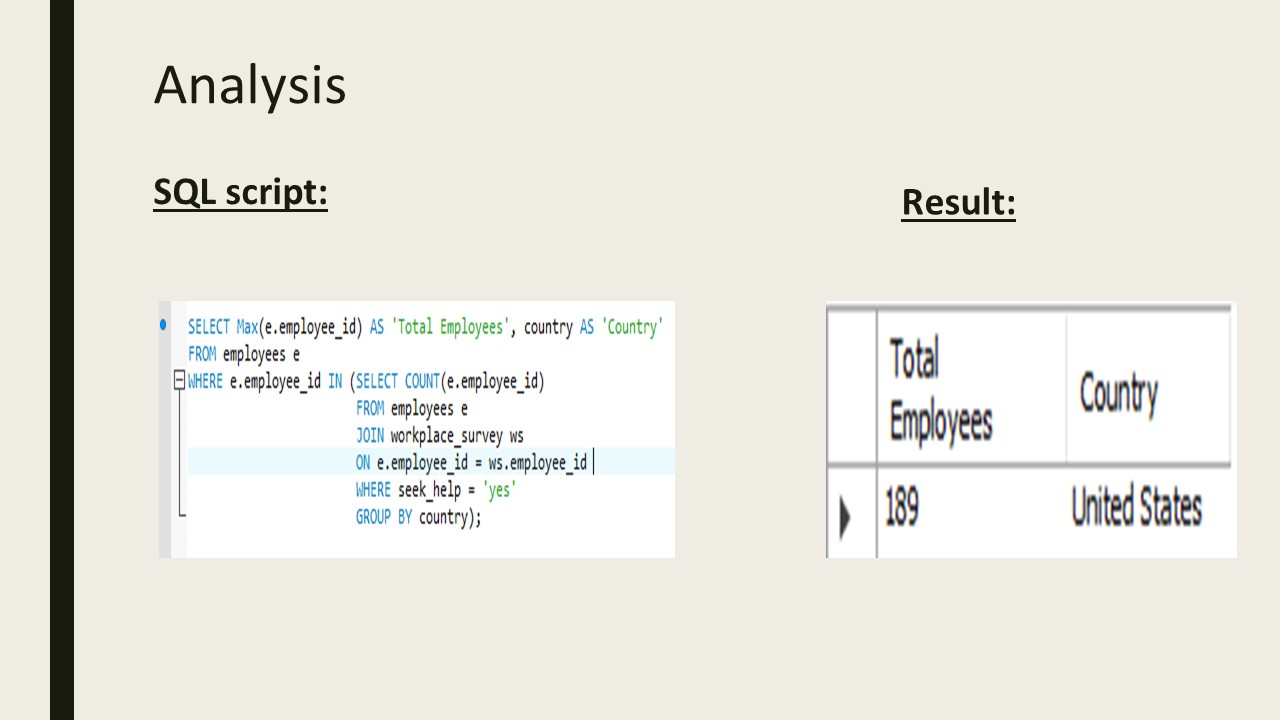 Analysis
SQL script:
SELECT Max(e.employee_id) AS 'Total Employees', country AS 'Country'
FROM employees e
WHERE e.employee_id IN (SELECT COUNT(e.employee_id)
FROM employees e
JOIN workplace_survey ws
ON e.employee_id = ws.employee_id
WHERE seek_help = 'yes'
GROUP BY country);
Result:
Total
Employees
Country
189 United States